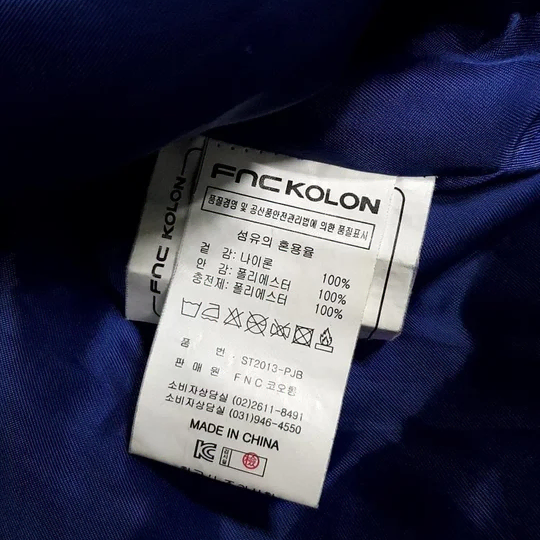 FNC KOLON
FNC KOLON
품질경영 및 공산품안전관리법에 의한 품질표시
섬유의 혼용율
겉 감: 나이론 100%
안 감: 폴리에스터 100%
충전제: 폴리에스터 100%
품 번 : ST2013-PJB
판 매 원 F N C 코오힐
소비자상담실 (02)2611-8491
소비자상담실 (031)946-4550
MADE IN CHINA